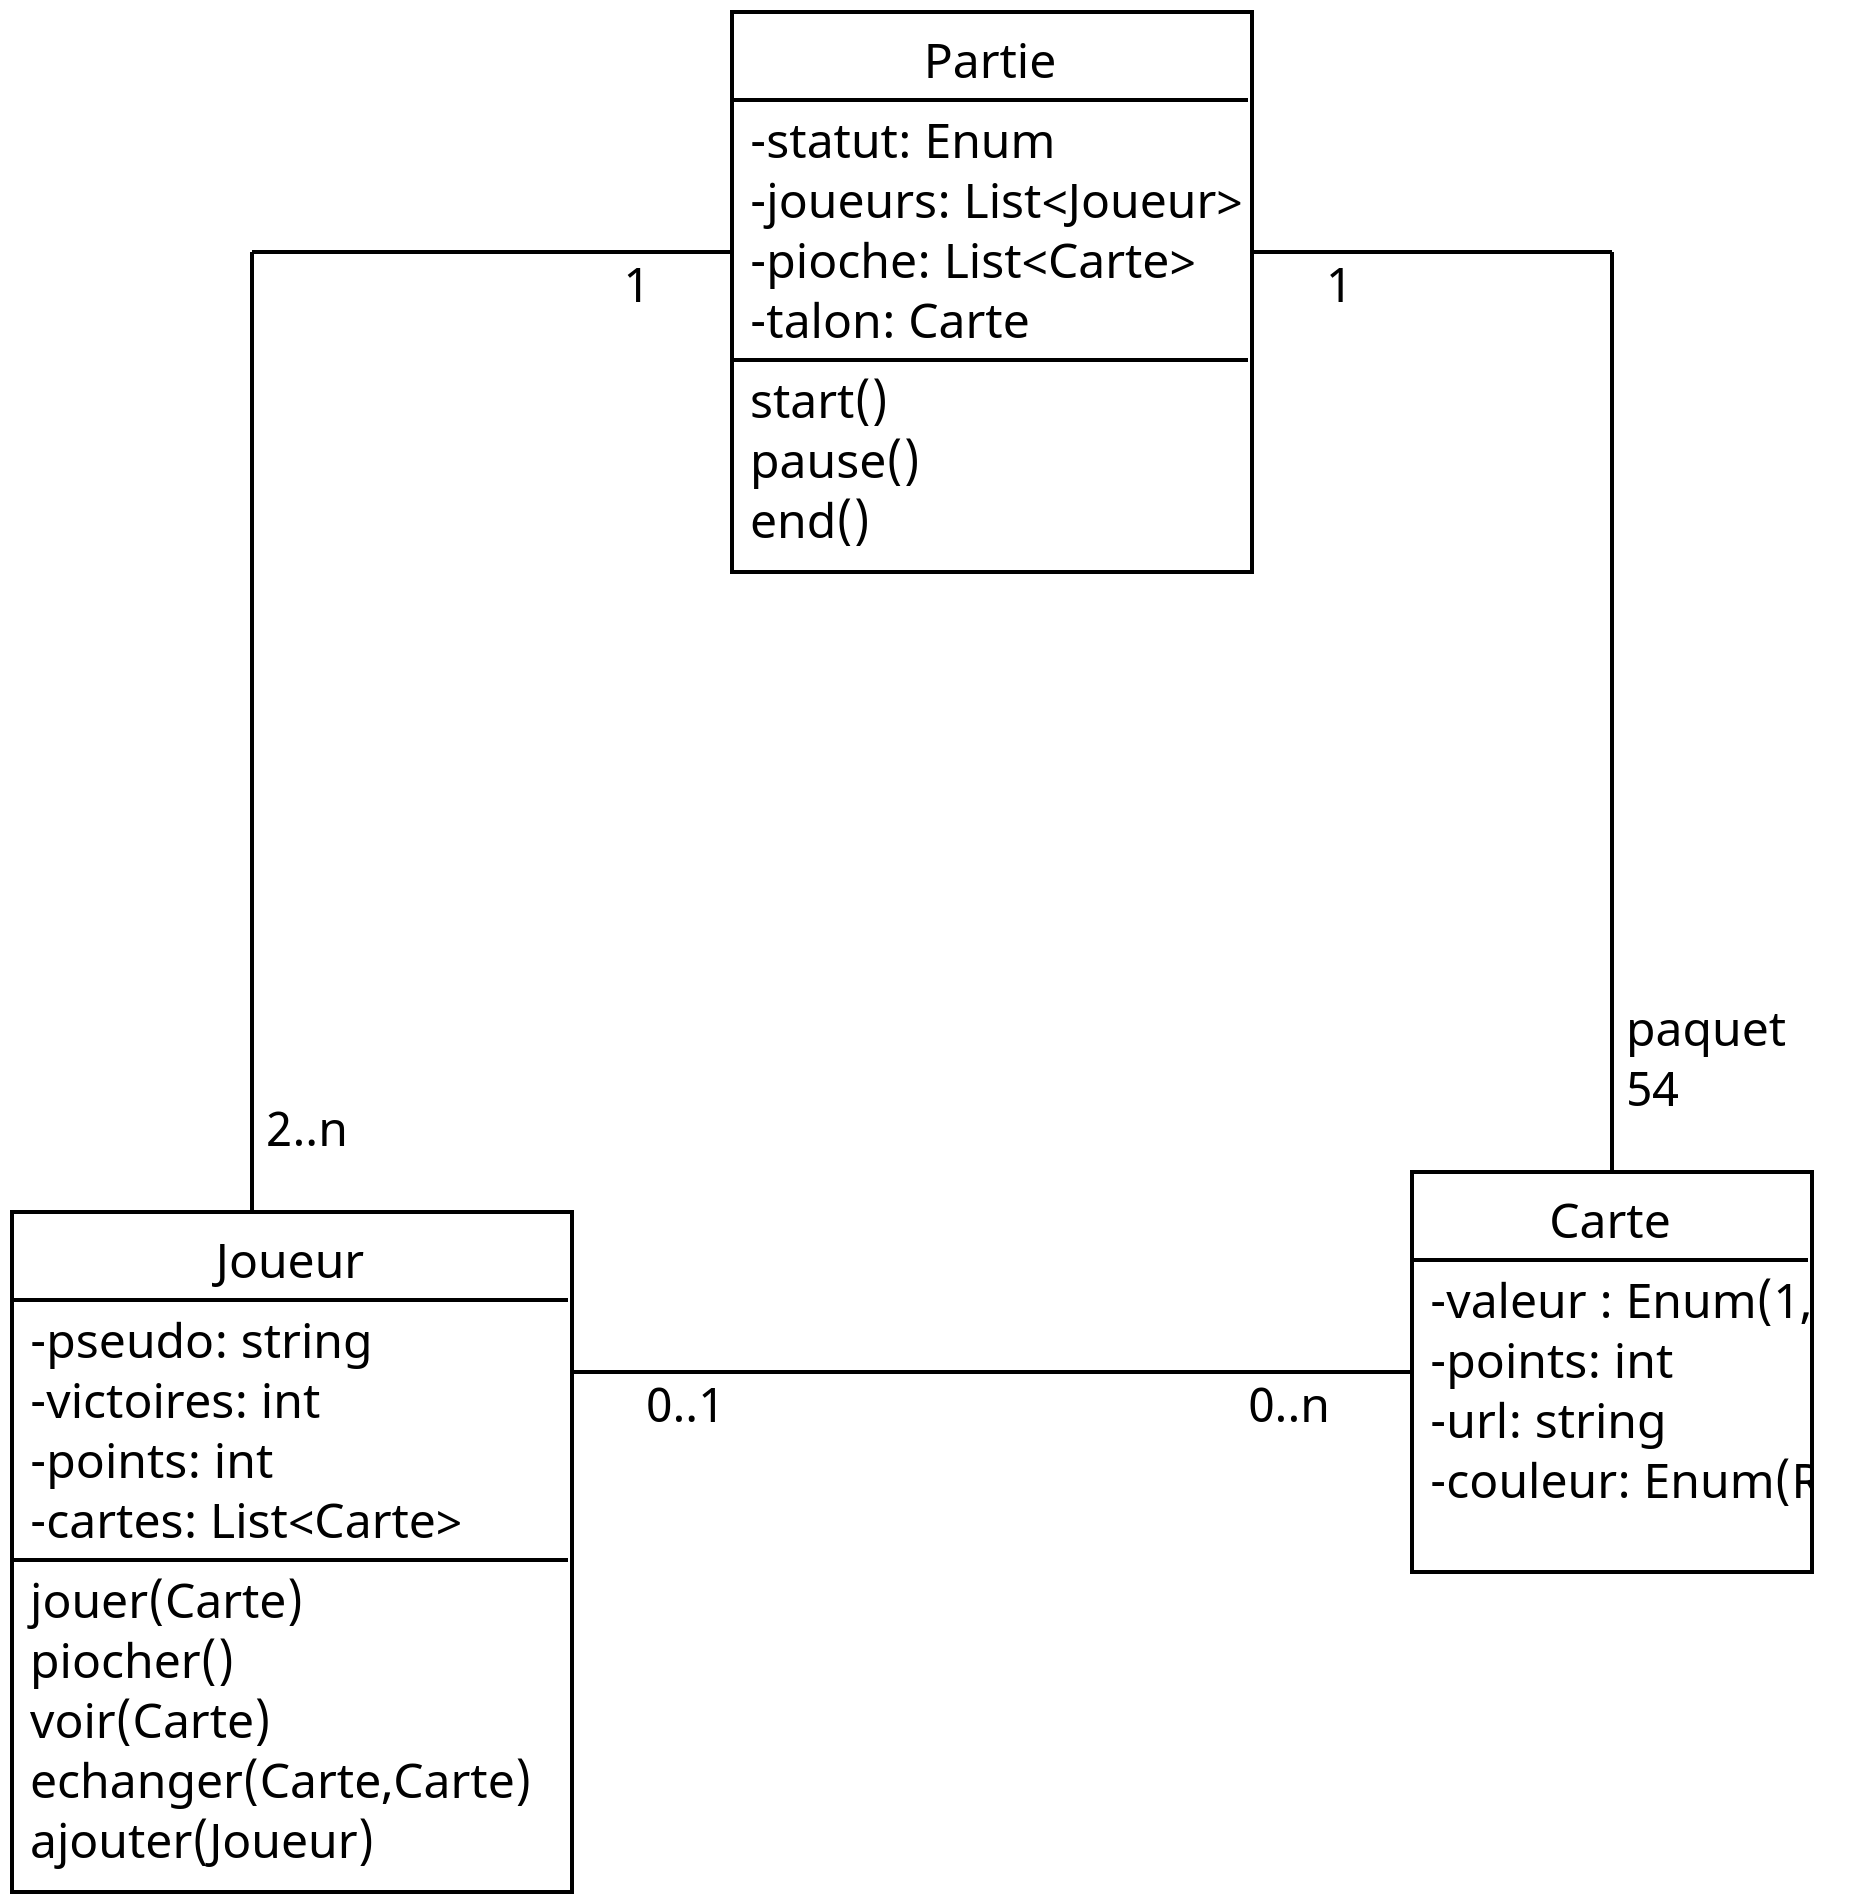 Partie
-statut: Enum
-joueurs: List<Joueur>
-pioche: List<Carte>
-talon: Carte
start()
pause()
end()
1
1
paquet
54
2..n
Joueur
-pseudo: string
-victoires: int
-points: int
-cartes: List<Carte>
jouer(Carte)
piocher()
voir(Carte)
echanger(Carte,Carte)
ajouter(Joueur)
0..1
0..n
Carte
-valeur : Enum(1,
-points: int
-url: string
-couleur: Enum(R